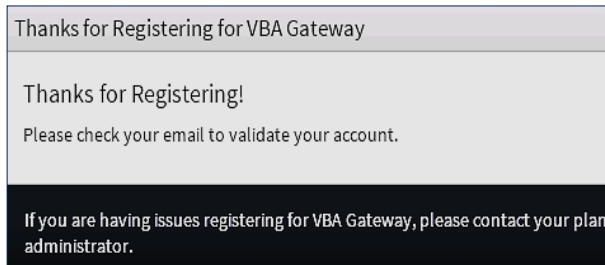 Thanks for Registering for VBA Gateway
Thanks for Registering!
Please check your email to validate your account.
If you are having issues registering for VBA Gateway, please contact your plan
administrator.